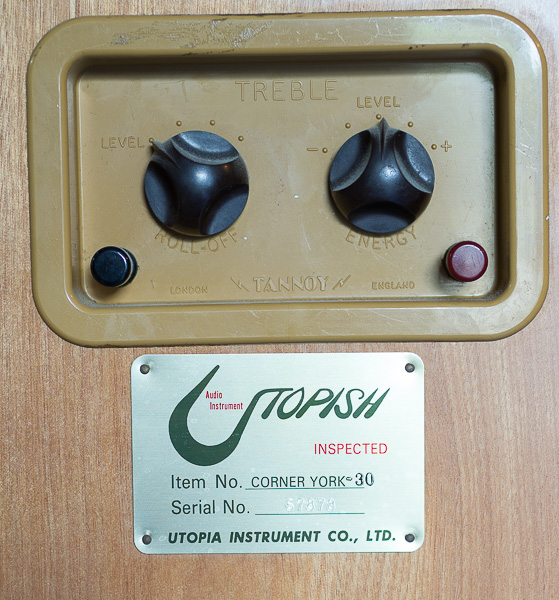 TREBLE
LEVEL
LEVEL
- +
ROLL-OFF
ENERGY
LONDON TANNOY ENGLAND
Audio
Instrument
UTOPISH
INSPECTED
Item No. CORNER YORK-30
Serial No.
UTOPIA INSTRUMENT CO., LTD.